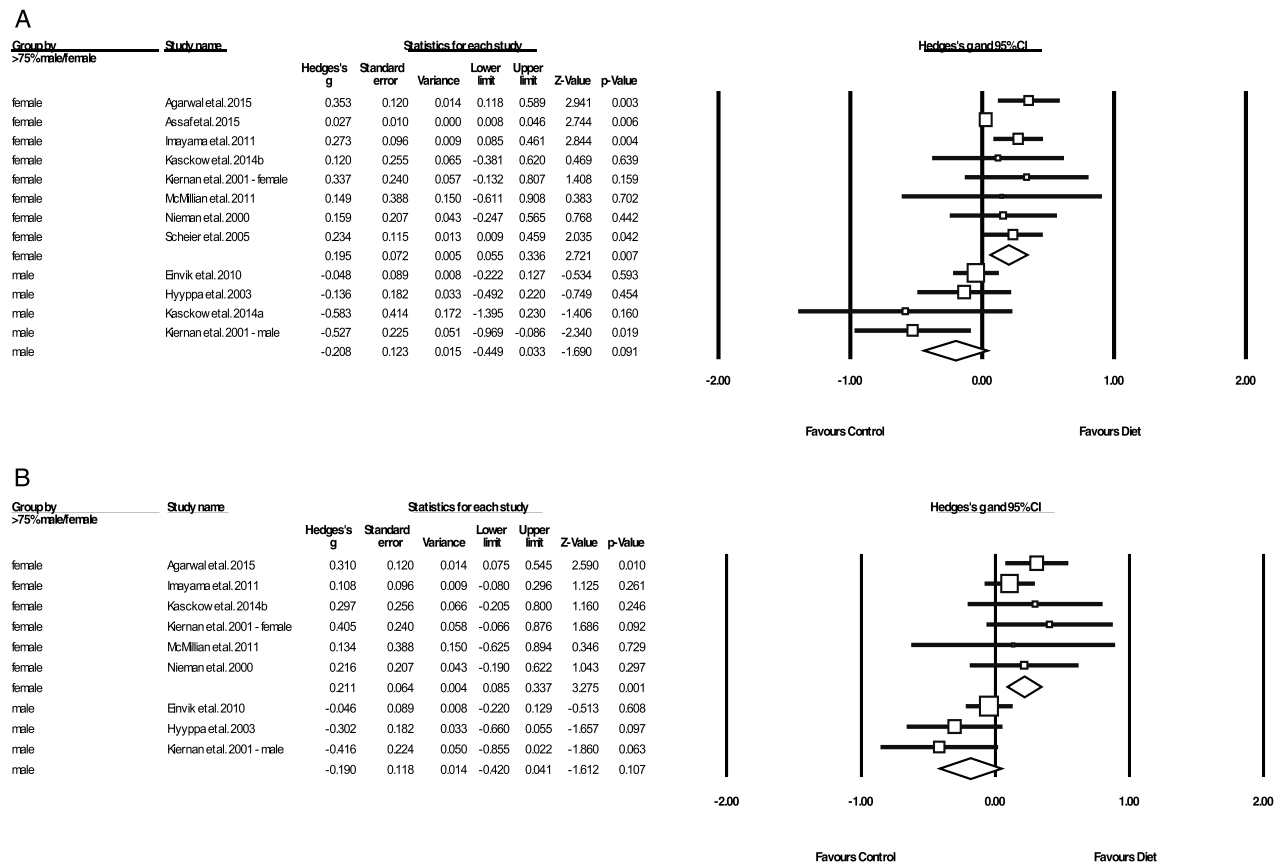 A
Group by Study name Statistics for each study Hedges's g and 95% CI
>75% male/female
Hedges's Standard Lower Upper
g error Variance limit limit Z-Value p-Value
female Agarwal et al. 2015 0.353 0.120 0.014 0.118 0.589 2.941 0.003
female Assaf et al. 2015 0.027 0.010 0.000 0.008 0.046 2.744 0.006
female Imayama et al. 2011 0.273 0.096 0.009 0.085 0.461 2.844 0.004
female Kasckow et al. 2014b 0.120 0.255 0.065 -0.381 0.620 0.469 0.639
female Kiernan et al. 2001 - female 0.337 0.240 0.057 -0.132 0.807 1.408 0.159
female McMillian et al. 2011 0.149 0.388 0.150 -0.611 0.908 0.383 0.702
female Nieman et al. 2000 0.159 0.207 0.043 -0.247 0.565 0.768 0.442
female Scheier et al. 2005 0.234 0.115 0.013 0.009 0.459 2.035 0.042
female 0.195 0.072 0.005 0.055 0.336 2.721 0.007
male Einvik et al. 2010 -0.048 0.089 0.008 -0.222 0.127 -0.534 0.593
male Hyyppa et al. 2003 -0.136 0.182 0.033 -0.492 0.220 -0.749 0.454
male Kasckow et al. 2014a -0.583 0.414 0.172 -1.395 0.230 -1.406 0.160
male Kiernan et al. 2001 - male -0.527 0.225 0.051 -0.969 -0.086 -2.340 0.019
male -0.208 0.123 0.015 -0.449 0.033 -1.690 0.091
-2.00 -1.00 0.00 1.00 2.00
Favours Control Favours Diet
B
Group by Study name Statistics for each study Hedges's g and 95% CI
>75% male/female
Hedges's Standard Lower Upper
g error Variance limit limit Z-Value p-Value
female Agarwal et al. 2015 0.310 0.120 0.014 0.075 0.545 2.590 0.010
female Imayama et al. 2011 0.108 0.096 0.009 -0.080 0.296 1.125 0.261
female Kasckow et al. 2014b 0.297 0.256 0.066 -0.205 0.800 1.160 0.246
female Kiernan et al. 2001 - female 0.405 0.240 0.058 -0.066 0.876 1.686 0.092
female McMillian et al. 2011 0.134 0.388 0.150 -0.625 0.894 0.346 0.729
female Nieman et al. 2000 0.216 0.207 0.043 -0.190 0.622 1.043 0.297
female 0.211 0.064 0.004 0.085 0.337 3.275 0.001
male Einvik et al. 2010 -0.046 0.089 0.008 -0.220 0.129 -0.513 0.608
male Hyyppa et al. 2003 -0.302 0.182 0.033 -0.660 0.055 -1.657 0.097
male Kiernan et al. 2001 - male -0.416 0.224 0.050 -0.855 0.022 -1.860 0.063
male -0.190 0.118 0.014 -0.420 0.041 -1.612 0.107
-2.00 -1.00 0.00 1.00 2.00
Favours Control Favours Diet